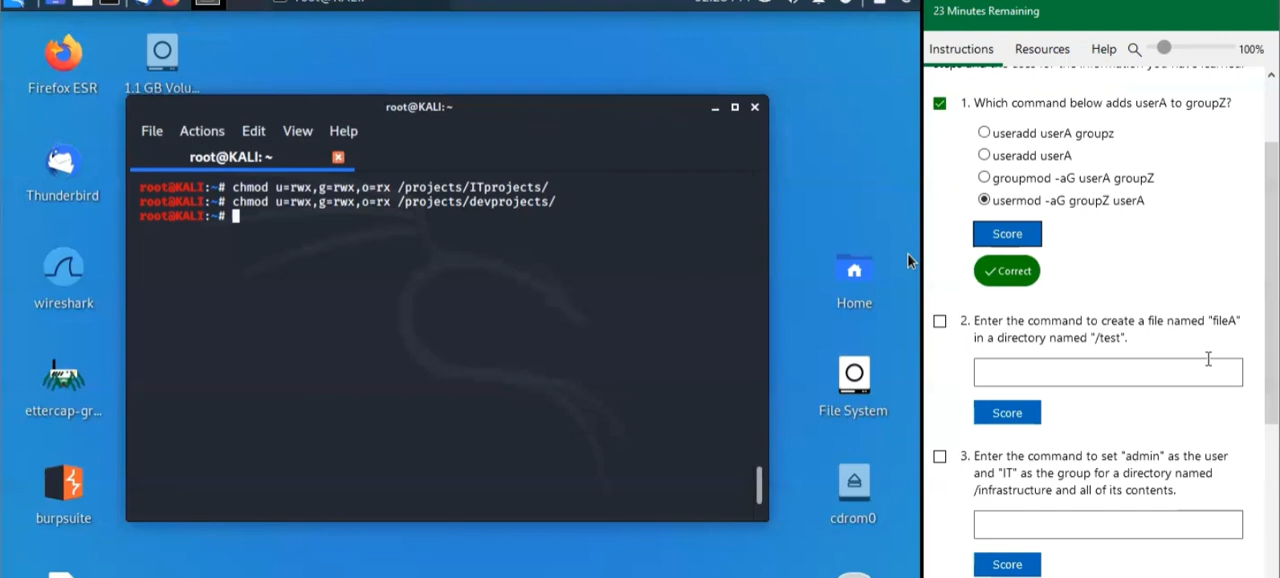 root@KALI: ~
23 Minutes Remaining
Instructions Resources Help 100%
Firefox ESR
1.1 GB Volu...
Thunderbird
wireshark
ettercap-gr...
burpsuite
root@KALI:~
File Actions Edit View Help
root@KALI: ~
root@KALI:~# chmod u=rwx,g=rwx,o=rx /projects/ITprojects/
root@KALI:~# chmod u=rwx,g=rwx,o=rx /projects/devprojects/
root@KALI:~#
Home
File System
cdrom0
1. Which command below adds userA to groupZ?
useradd userA groupz
useradd userA
groupmod -aG userA groupZ
usermod -aG groupZ userA
Score
Correct
2. Enter the command to create a file named "fileA"
in a directory named "/test".
Score
3. Enter the command to set "admin" as the user
and "IT" as the group for a directory named
/infrastructure and all of its contents.
Score